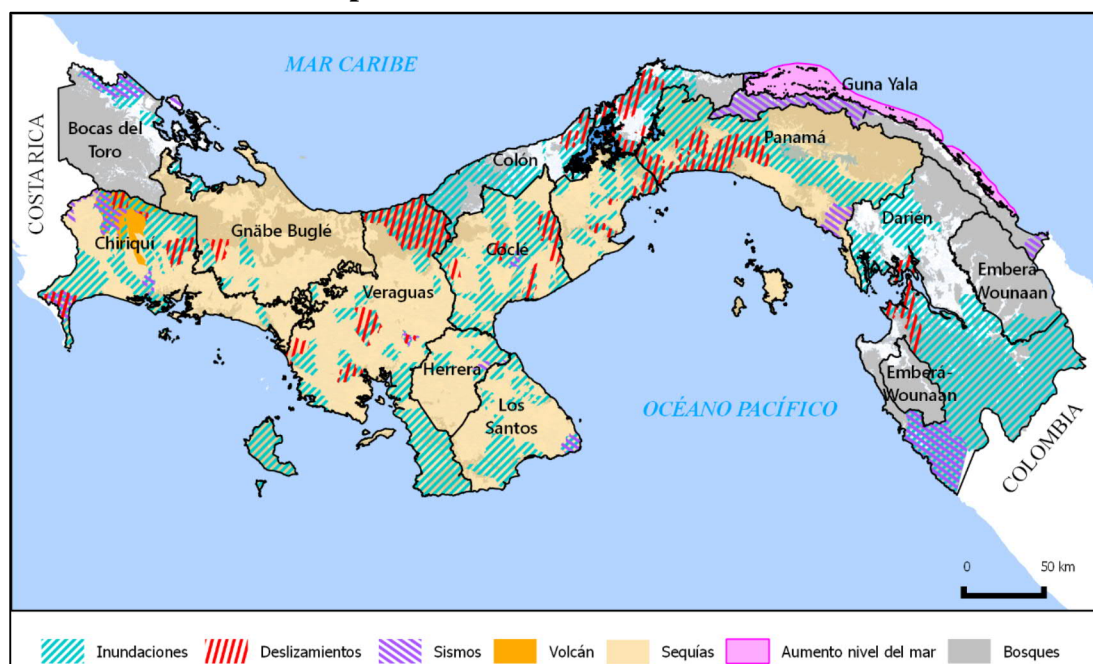 MAR CARIBE
Guna Yala
COSTA RICA
Bocas del
Toro
Colón
Panamá
Chiriquí
Gnäbe Buglé
Coclé
Darién
Veraguas
Emberá
Wounaan
Herrera
Emberá-
Wounaan
Los
Santos
OCÉANO PACÍFICO
COLOMBIA
0 50 km
Inundaciones Deslizamientos Sismos Volcán Sequías Aumento nivel del mar Bosques